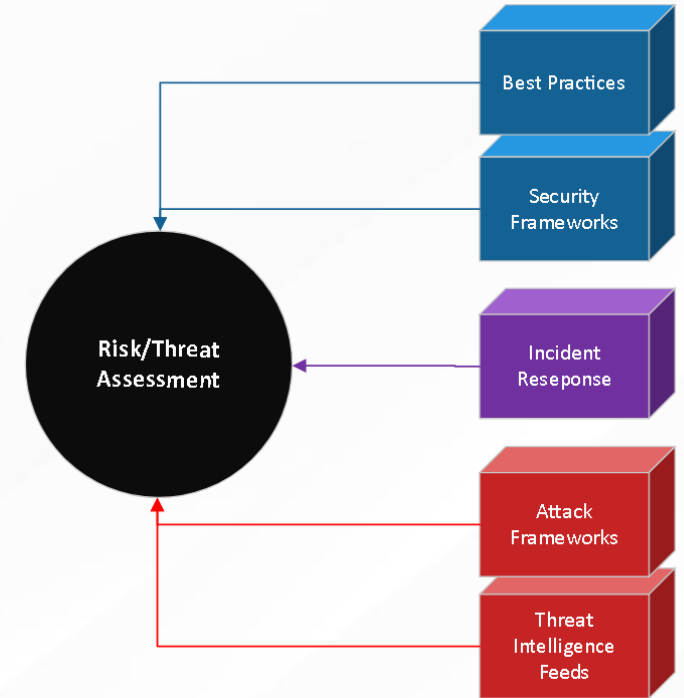 Best Practices
Security
Frameworks
Risk/Threat
Assessment
Incident
Reseponse
Attack
Frameworks
Threat
Intelligence
Feeds